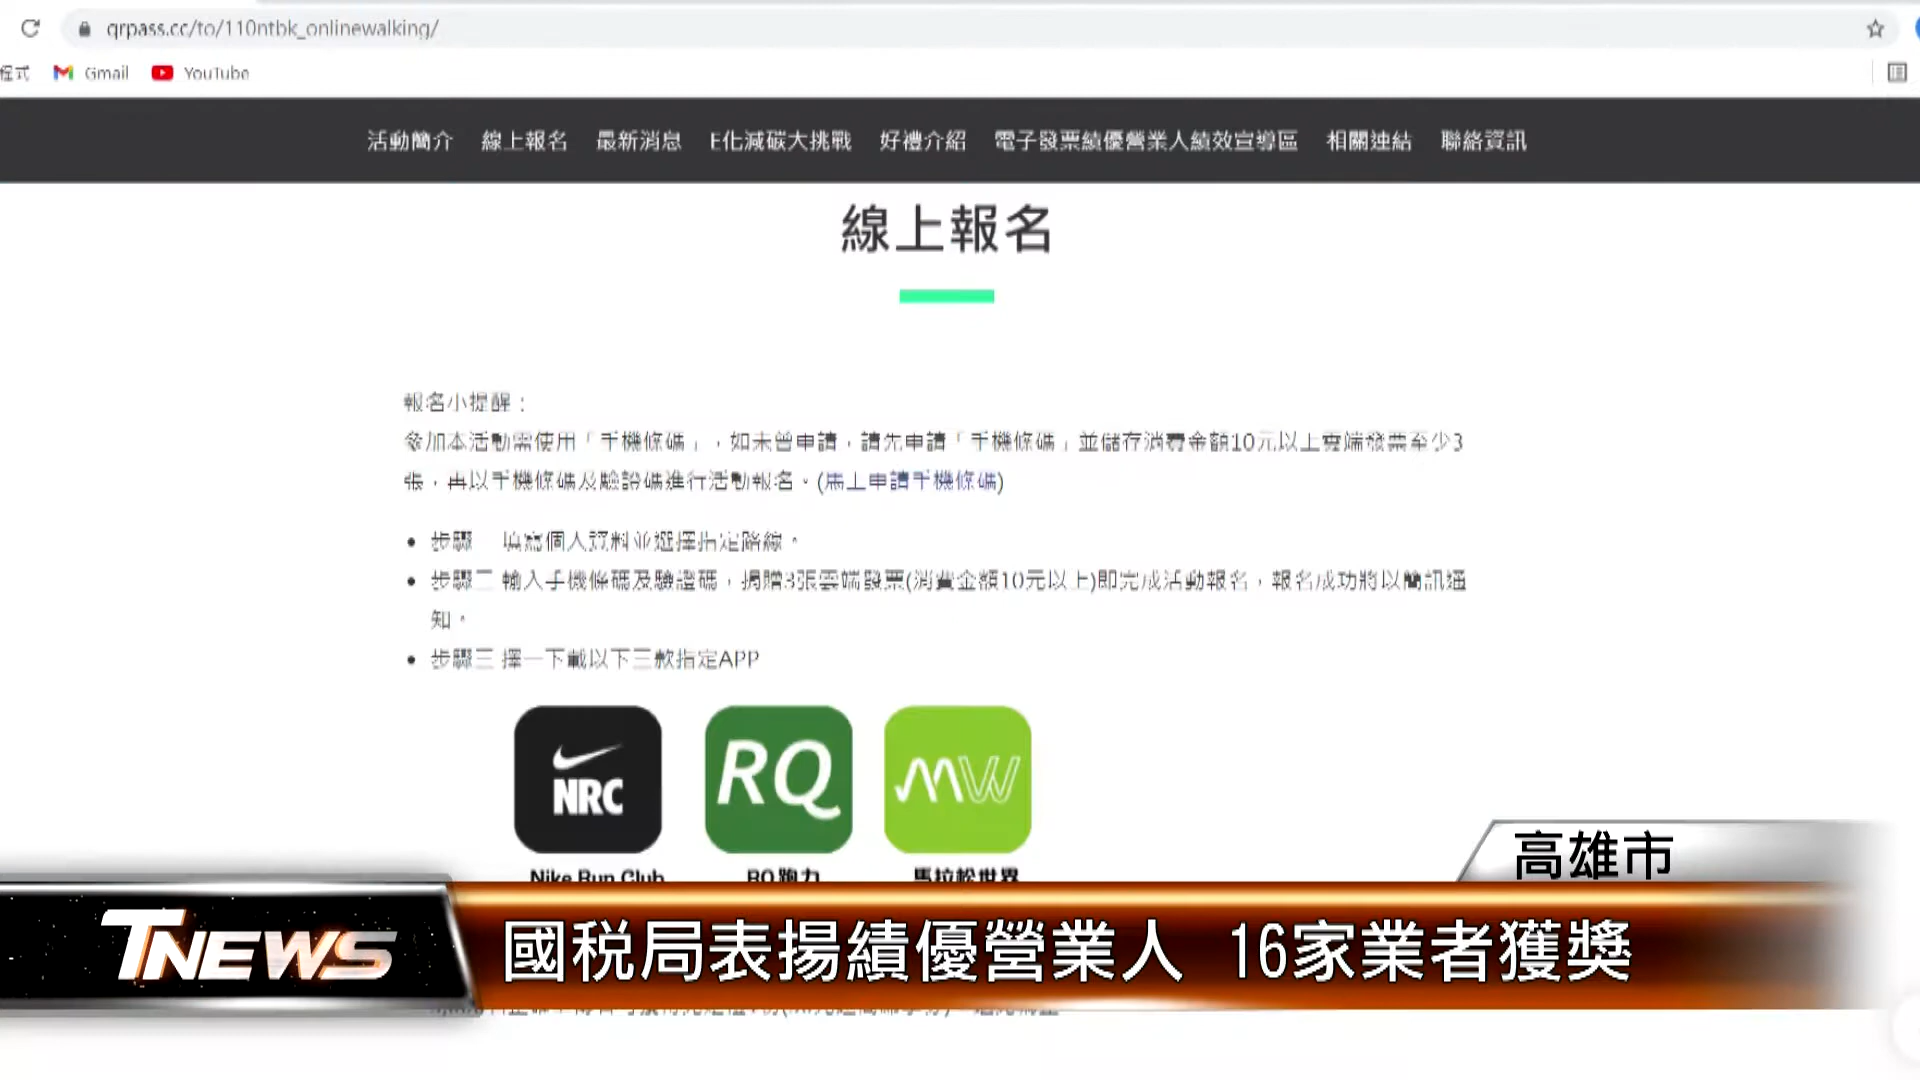 qrpass.cc/to/110ntbk_onlinewalking/
程式 Gmail YouTube
活動簡介 線上報名 最新消息 E化減碳大挑戰 好禮介紹 電子發票績優營業人績效宣導區 相關連結 聯絡資訊
線上報名
報名小提醒：
參加本活動需使用「手機條碼」，如未曾申請，請先申請「手機條碼」並儲存消費金額10元以上雲端發票至少3
張，再以手機條碼及驗證碼進行活動報名。(馬上申請手機條碼)
步驟 填寫個人資料並選擇指定路線。
步驟二 輸入手機條碼及驗證碼，捐贈3張雲端發票(消費金額10元以上)即完成活動報名，報名成功將以簡訊通
知。
步驟三 擇一下載以下三款指定APP
NRC RQ MW
Nike Run Club RQ 跑力 馬拉松世界
高雄市
TNEWS 國稅局表揚績優營業人 16家業者獲獎